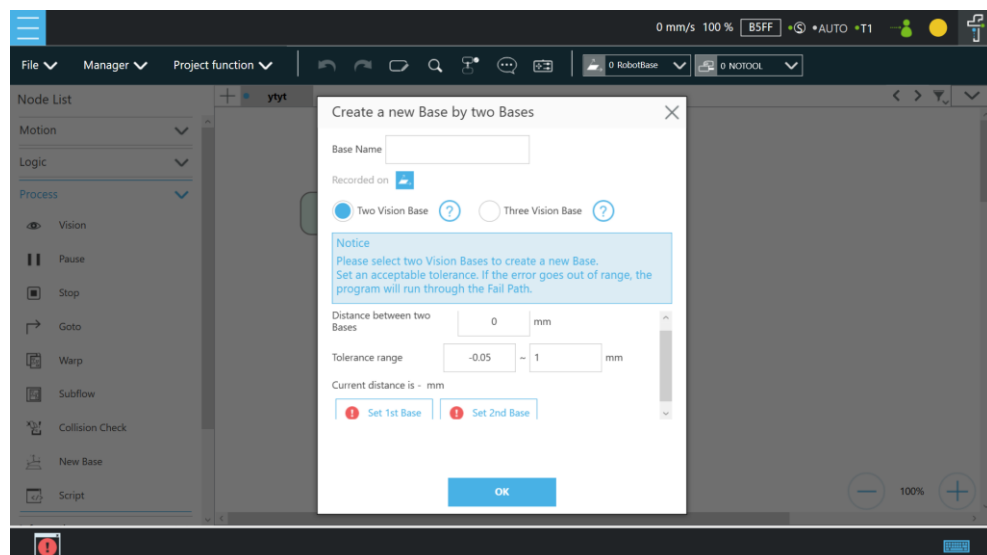 0 mm/s 100 % B5FF •Ⓢ •AUTO •T1
File Manager Project function 0 RobotBase 0 NOTOOL
Node List
ytyt
Motion
Logic
Process
Vision
Pause
Stop
Goto
Warp
Subflow
Collision Check
New Base
Script
Create a new Base by two Bases
Base Name
Recorded on
Two Vision Base ? Three Vision Base ?
Notice
Please select two Vision Bases to create a new Base.
Set an acceptable tolerance. If the error goes out of range, the
program will run through the Fail Path.
Distance between two
Bases
0 mm
Tolerance range -0.05 ~ 1 mm
Current distance is - mm
Set 1st Base Set 2nd Base
OK
100%